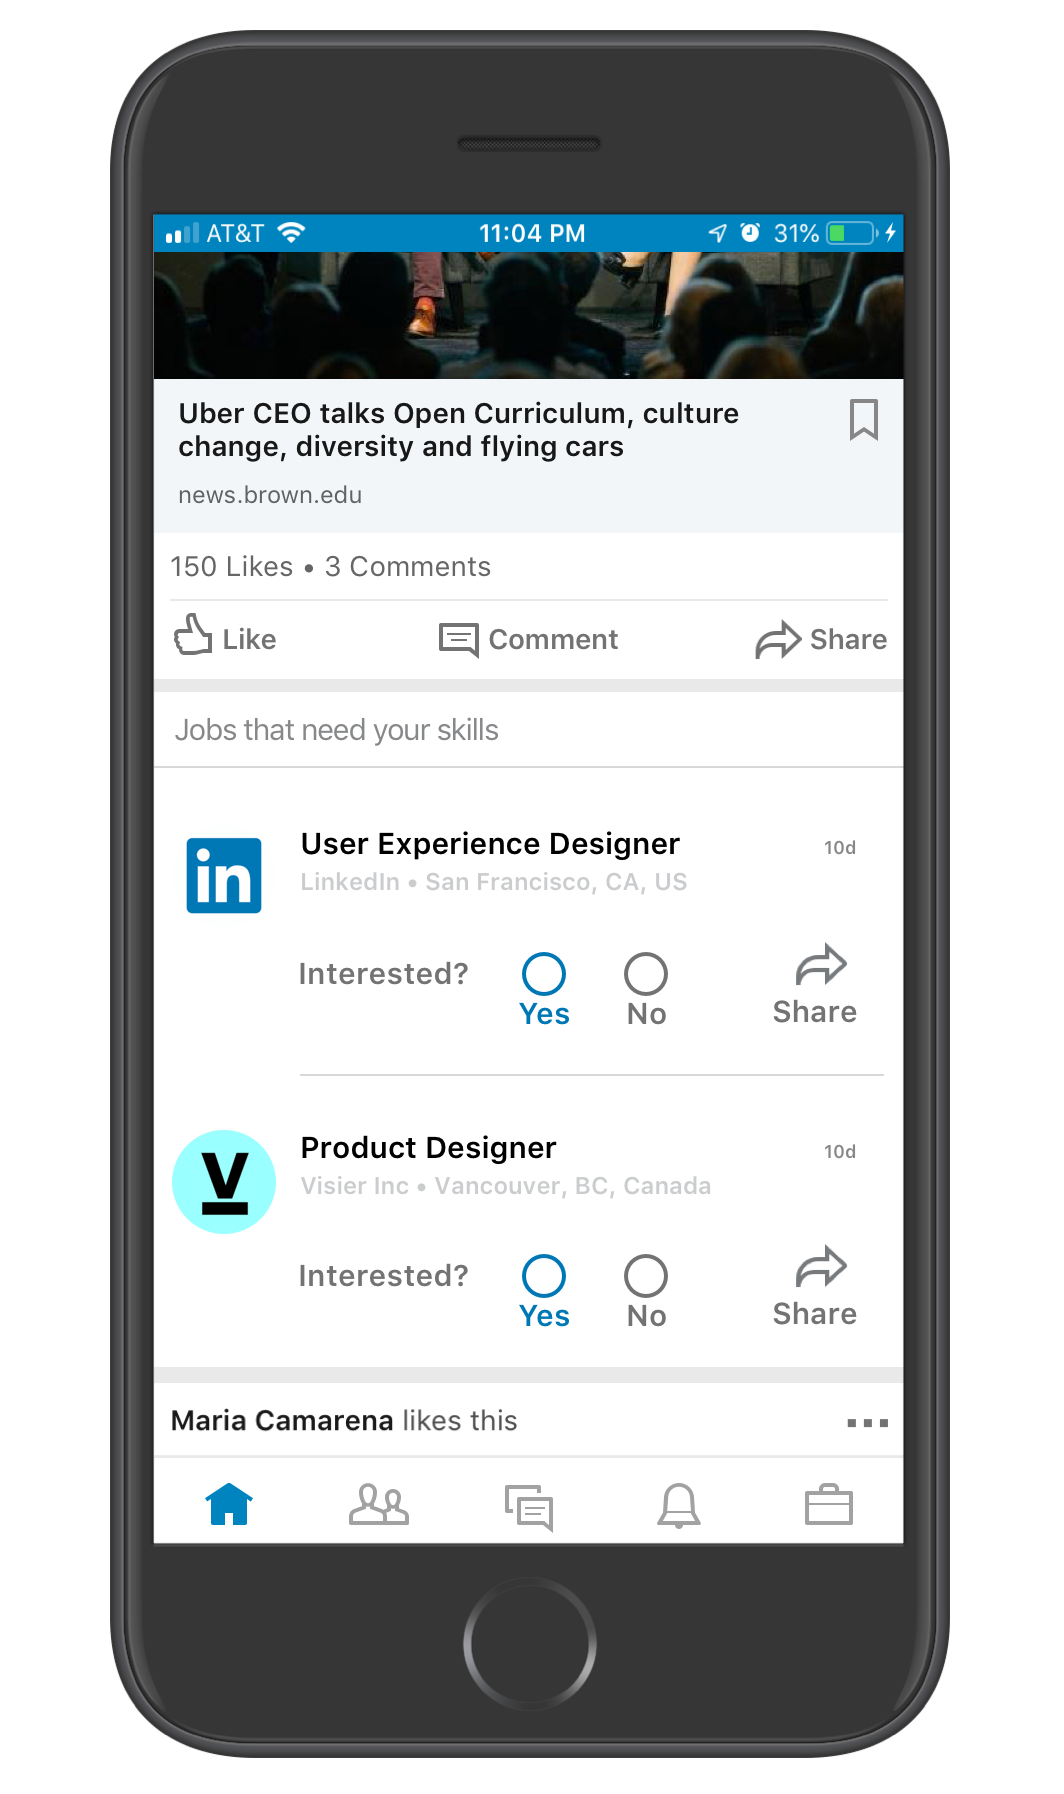 AT&T 11:04 PM 31%
Uber CEO talks Open Curriculum, culture
change, diversity and flying cars
news.brown.edu
150 Likes • 3 Comments
Like Comment Share
Jobs that need your skills
in
User Experience Designer 10d
LinkedIn • San Francisco, CA, US
Interested? Yes No Share
V
Product Designer 10d
Visier Inc • Vancouver, BC, Canada
Interested? Yes No Share
Maria Camarena likes this